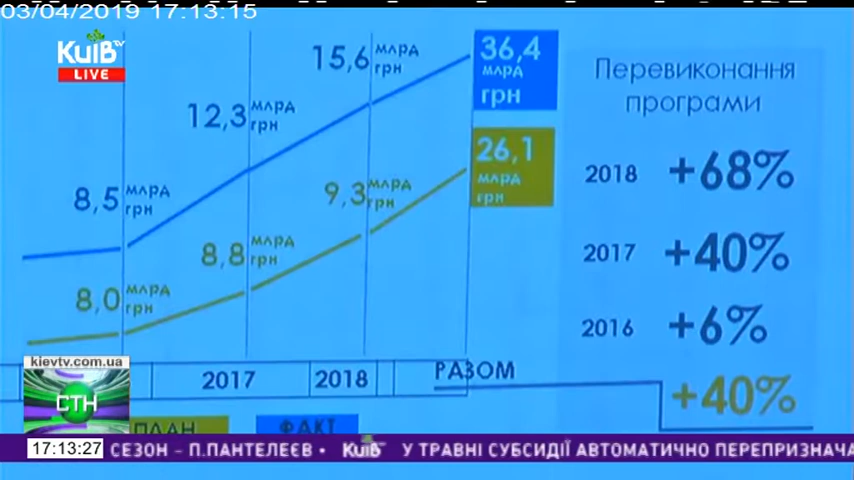 03/04/2019 17:13:15
КиЇВ TV
LIVE
15,6 МЛРД ГРН
36,4 МЛРД ГРН
12,3 МЛРД ГРН
8,5 МЛРД ГРН
26,1 МЛРД ГРН
9,3 МЛРД ГРН
8,8 МЛРД ГРН
8,0 МЛРД ГРН
Перевиконання
програми
2018 +68%
2017 +40%
2016 +6%
+40%
2017 2018 РАЗОМ
ПЛАН ФАКТ
kievtv.com.ua
СТН
17:13:27 СЕЗОН – П.ПАНТЕЛЕЄВ • КиЇВ У ТРАВНІ СУБСИДІЇ АВТОМАТИЧНО ПЕРЕПРИЗНАЧА